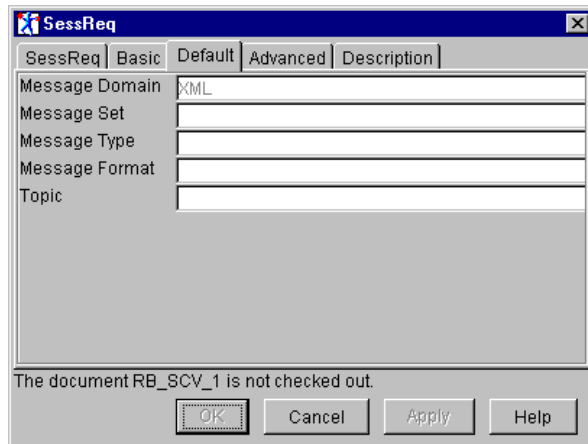 SessReq
SessReq Basic Default Advanced Description
Message Domain XML
Message Set
Message Type
Message Format
Topic
The document RB_SCV_1 is not checked out.
OK Cancel Apply Help